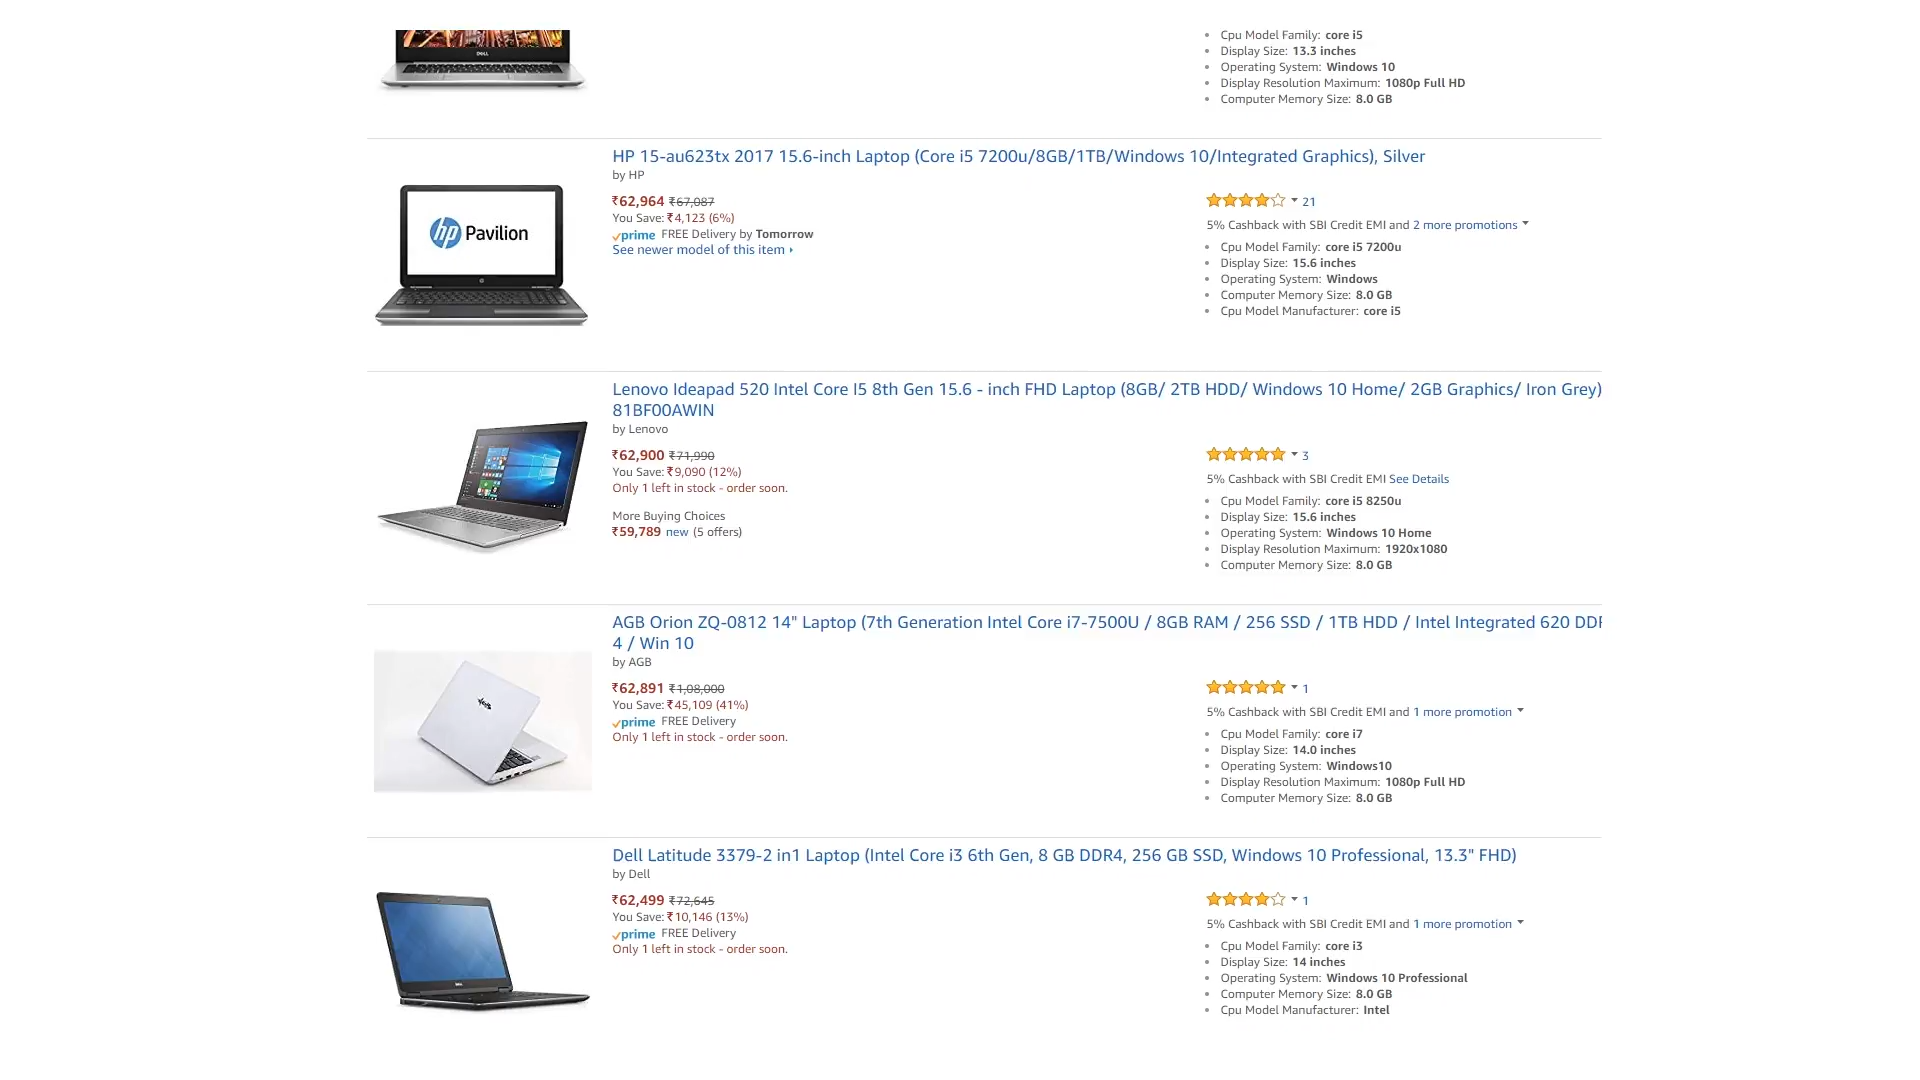 DELL
Cpu Model Family: core i5
Display Size: 13.3 inches
Operating System: Windows 10
Display Resolution Maximum: 1080p Full HD
Computer Memory Size: 8.0 GB
hp Pavilion
HP 15-au623tx 2017 15.6-inch Laptop (Core i5 7200u/8GB/1TB/Windows 10/Integrated Graphics), Silver
by HP
₹62,964 ₹67,087
You Save: ₹4,123 (6%)
prime FREE Delivery by Tomorrow
See newer model of this item
21
5% Cashback with SBI Credit EMI and 2 more promotions
Cpu Model Family: core i5 7200u
Display Size: 15.6 inches
Operating System: Windows
Computer Memory Size: 8.0 GB
Cpu Model Manufacturer: core i5
Lenovo Ideapad 520 Intel Core I5 8th Gen 15.6 - inch FHD Laptop (8GB/ 2TB HDD/ Windows 10 Home/ 2GB Graphics/ Iron Grey)
81BF00AWIN
by Lenovo
₹62,900 ₹71,990
You Save: ₹9,090 (12%)
Only 1 left in stock - order soon.
More Buying Choices
₹59,789 new (5 offers)
3
5% Cashback with SBI Credit EMI See Details
Cpu Model Family: core i5 8250u
Display Size: 15.6 inches
Operating System: Windows 10 Home
Display Resolution Maximum: 1920x1080
Computer Memory Size: 8.0 GB
AGB Orion ZQ-0812 14" Laptop (7th Generation Intel Core i7-7500U / 8GB RAM / 256 SSD / 1TB HDD / Intel Integrated 620 DDR
4 / Win 10
by AGB
₹62,891 ₹1,08,000
You Save: ₹45,109 (41%)
prime FREE Delivery
Only 1 left in stock - order soon.
1
5% Cashback with SBI Credit EMI and 1 more promotion
Cpu Model Family: core i7
Display Size: 14.0 inches
Operating System: Windows10
Display Resolution Maximum: 1080p Full HD
Computer Memory Size: 8.0 GB
Dell Latitude 3379-2 in1 Laptop (Intel Core i3 6th Gen, 8 GB DDR4, 256 GB SSD, Windows 10 Professional, 13.3" FHD)
by Dell
₹62,499 ₹72,645
You Save: ₹10,146 (13%)
prime FREE Delivery
Only 1 left in stock - order soon.
1
5% Cashback with SBI Credit EMI and 1 more promotion
Cpu Model Family: core i3
Display Size: 14 inches
Operating System: Windows 10 Professional
Computer Memory Size: 8.0 GB
Cpu Model Manufacturer: Intel